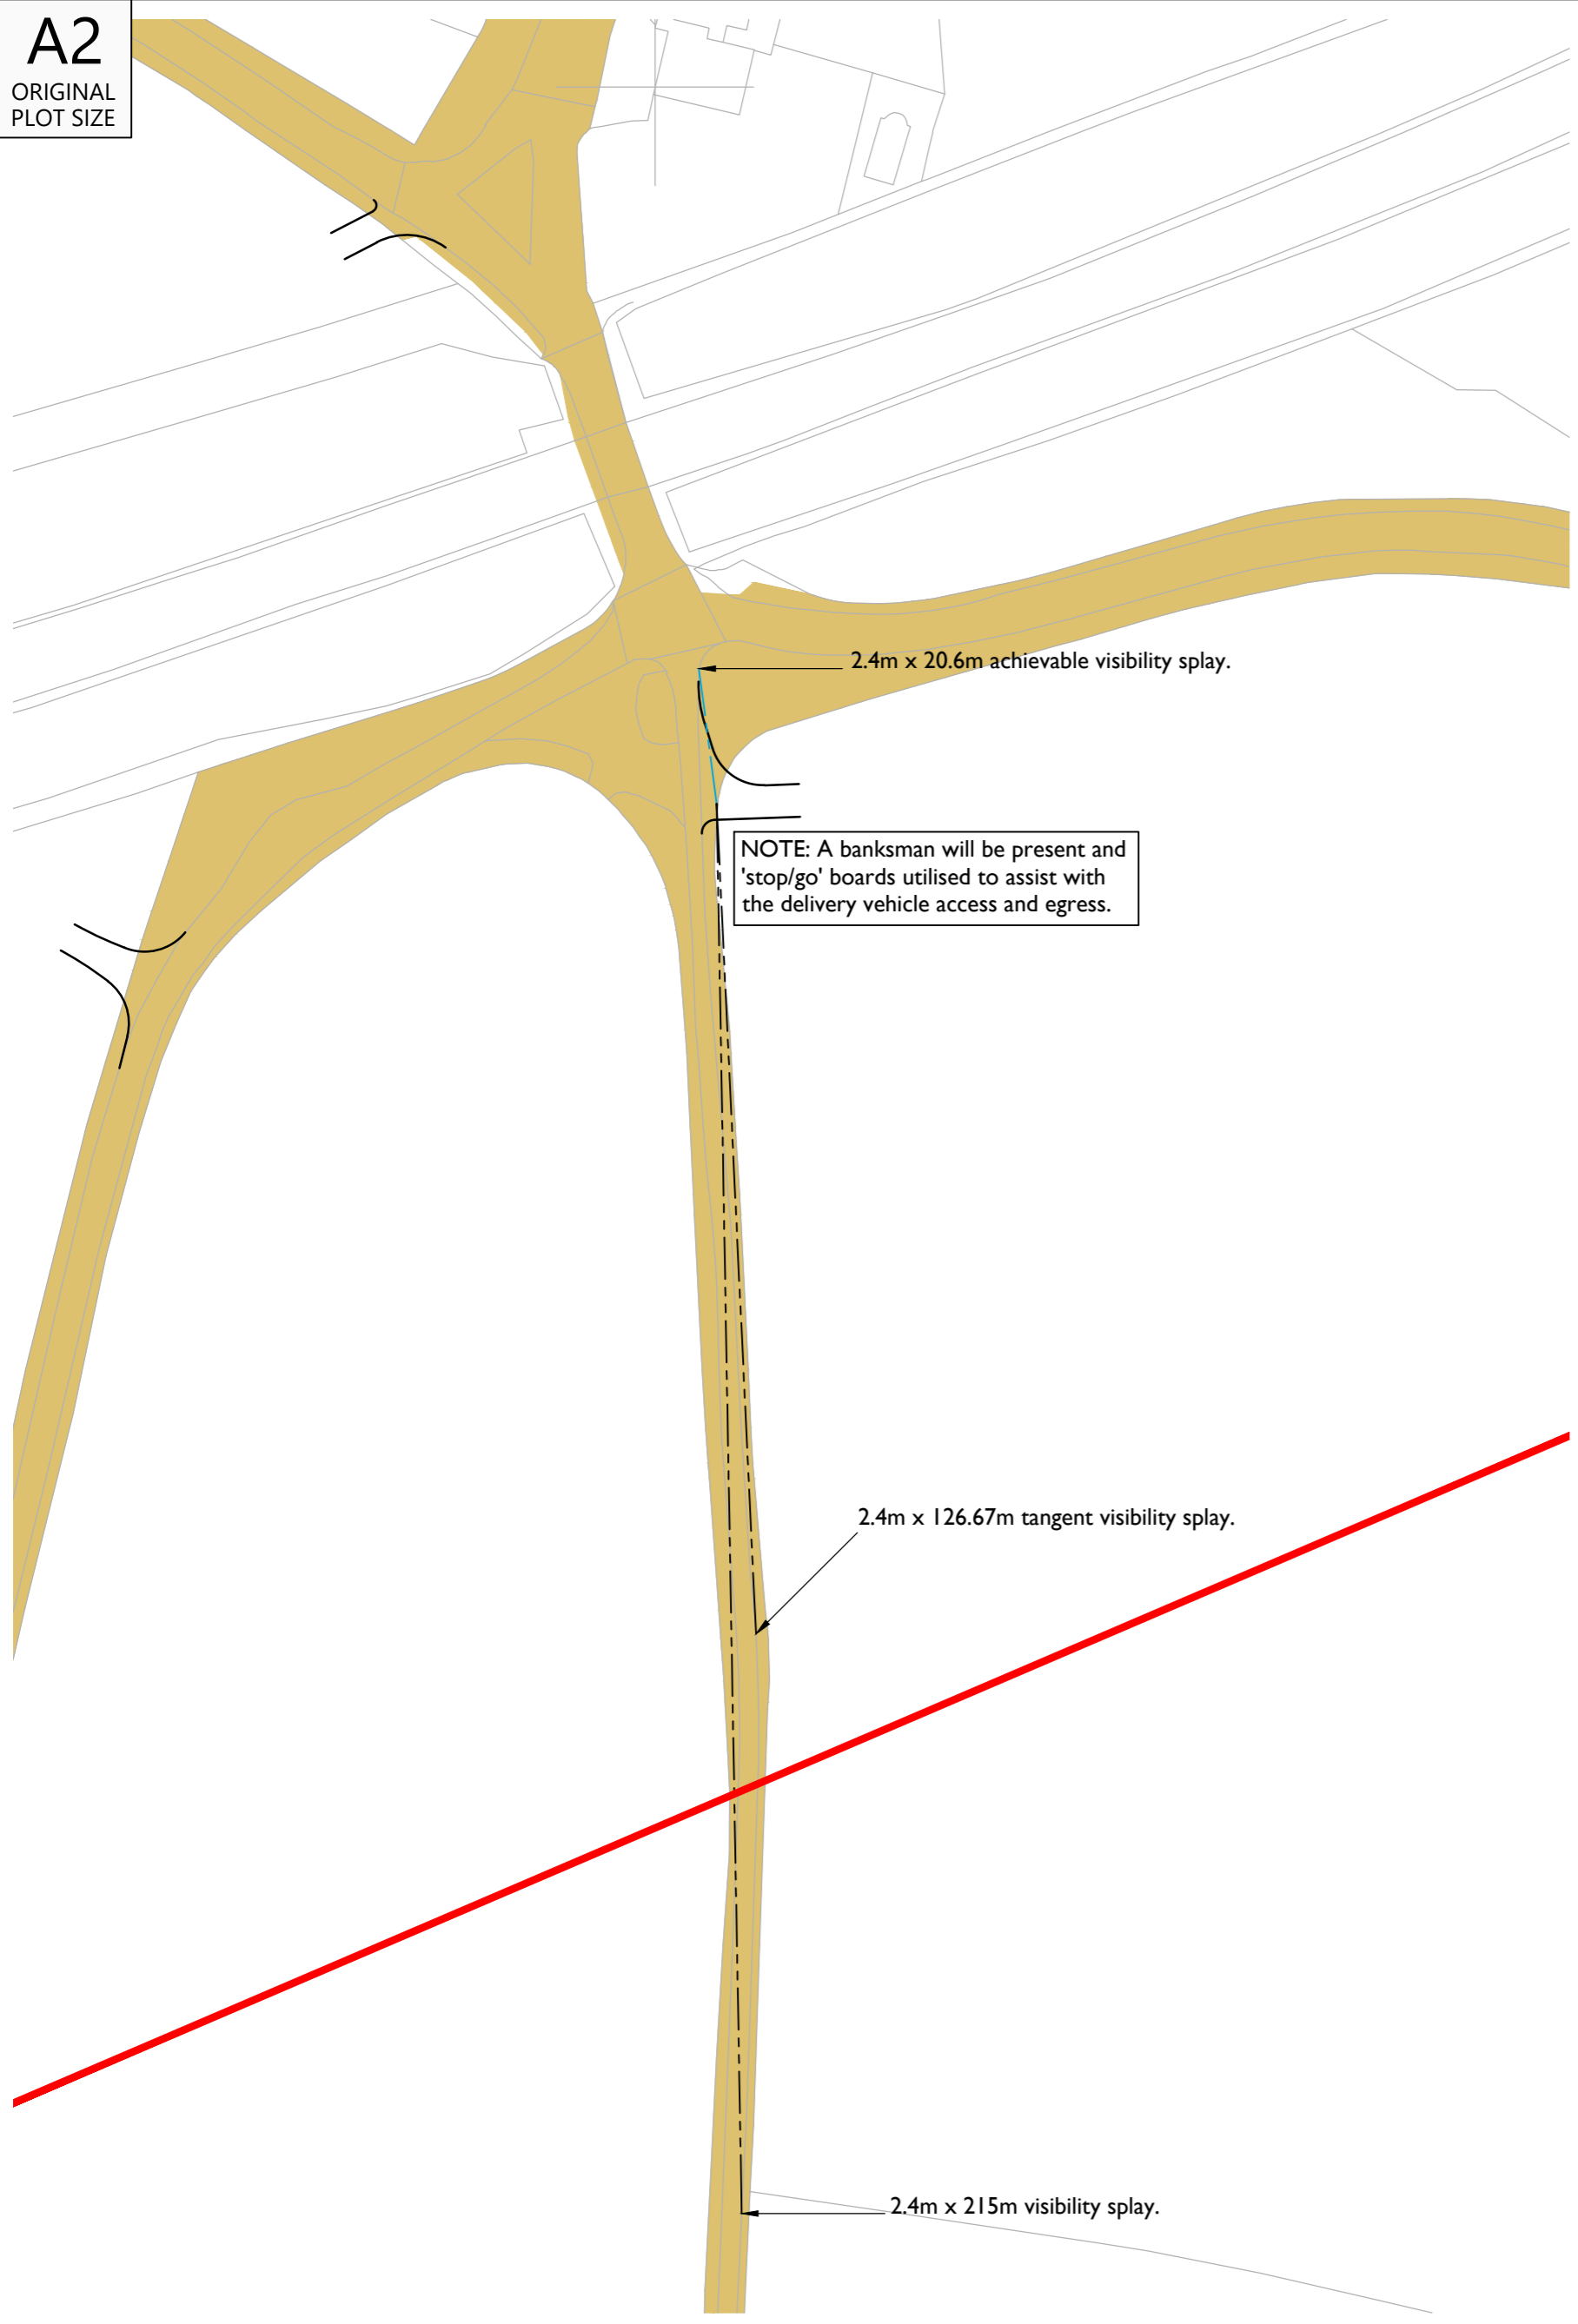 A2
ORIGINAL
PLOT SIZE
2.4m x 20.6m achievable visibility splay.
NOTE: A banksman will be present and
'stop/go' boards utilised to assist with
the delivery vehicle access and egress.
2.4m x 126.67m tangent visibility splay.
2.4m x 215m visibility splay.